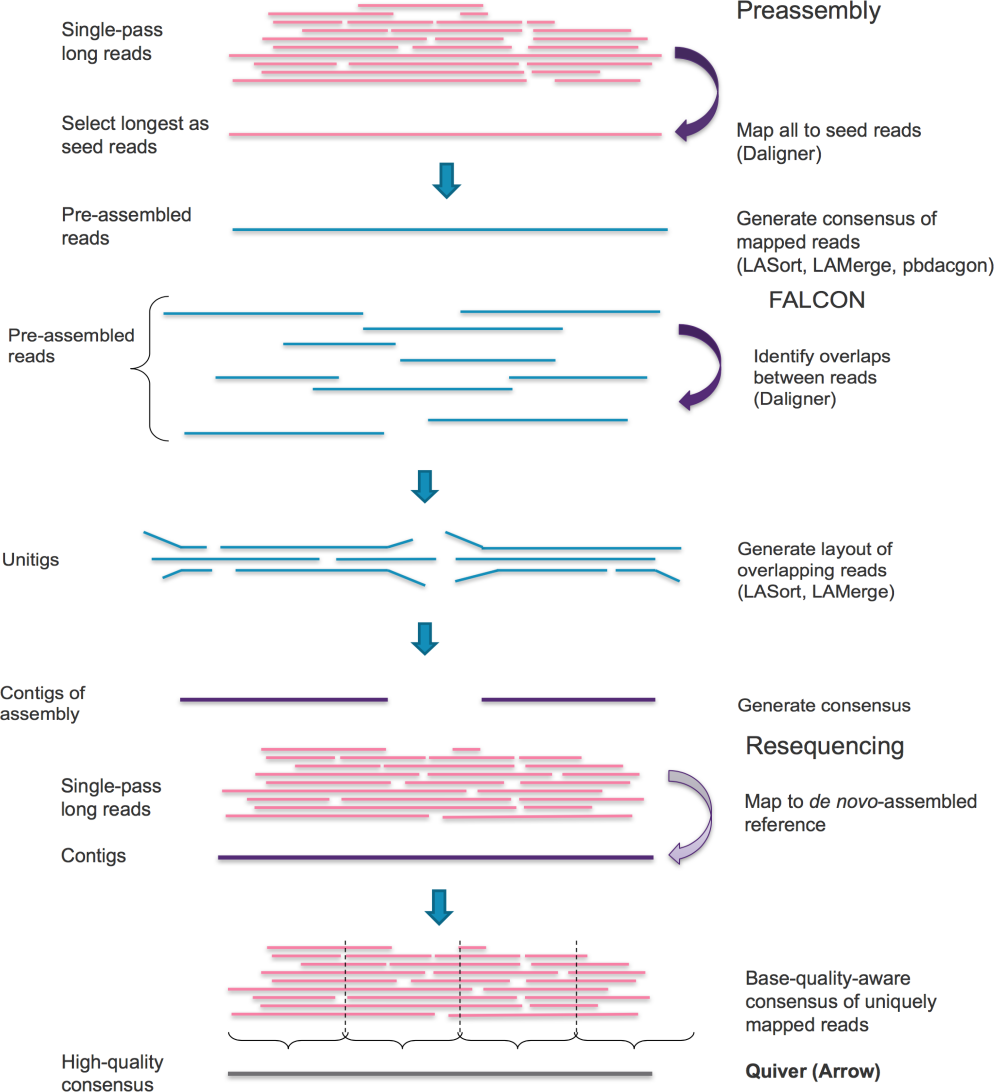 Preassembly
Single-pass
long reads
Select longest as
seed reads
Map all to seed reads
(Daligner)
Pre-assembled
reads
Generate consensus of
mapped reads
(LASort, LAMerge, pbdacgon)
FALCON
Pre-assembled
reads
Identify overlaps
between reads
(Daligner)
Unitigs
Generate layout of
overlapping reads
(LASort, LAMerge)
Contigs of
assembly
Generate consensus
Resequencing
Single-pass
long reads
Map to de novo-assembled
reference
Contigs
Base-quality-aware
consensus of uniquely
mapped reads
High-quality
consensus
Quiver (Arrow)